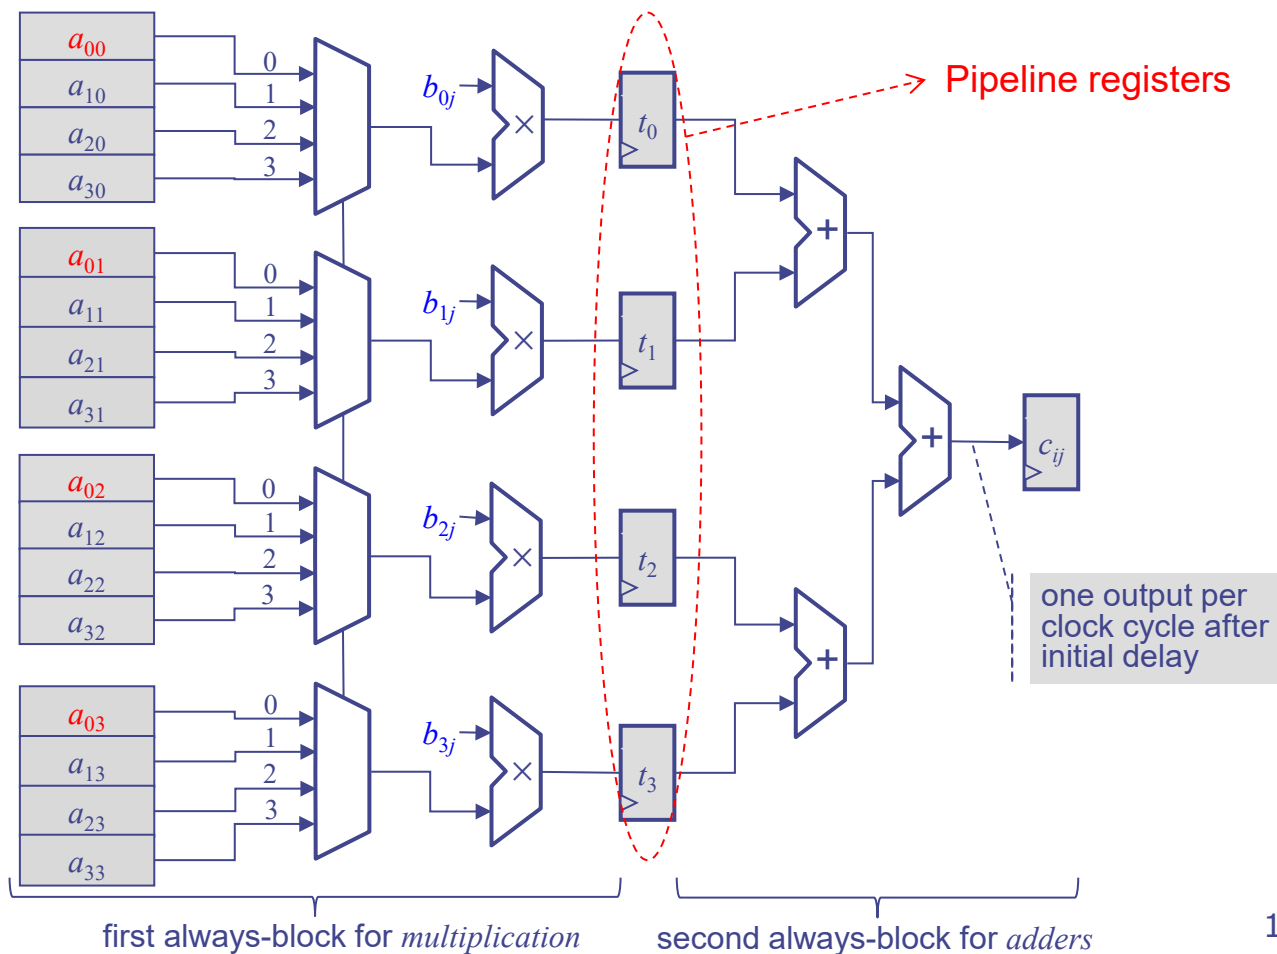 a00
a10
a20
a30
0
1
2
3
b0j
×
t0
Pipeline registers
+
a01
a11
a21
a31
0
1
2
3
b1j
×
t1
+
cij
a02
a12
a22
a32
0
1
2
3
b2j
×
t2
+
one output per
clock cycle after
initial delay
a03
a13
a23
a33
0
1
2
3
b3j
×
t3
first always-block for multiplication
second always-block for adders
1